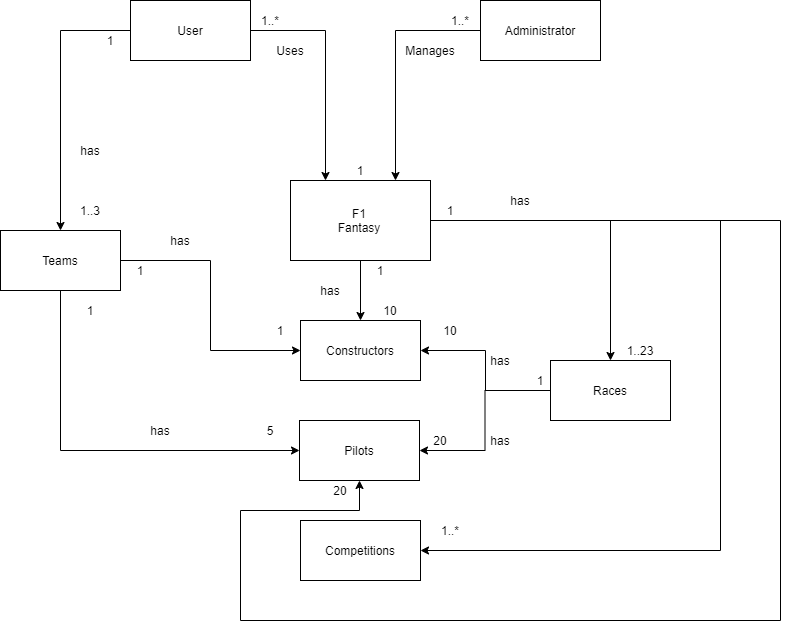 User
1..*
1..*
Administrator
1
Uses
Manages
has
1
1..3
F1
Fantasy
1
has
Teams
has
1
1
has
1
10
1
10
1..23
Constructors
has
1
Races
has
5
20
has
Pilots
20
1..*
Competitions